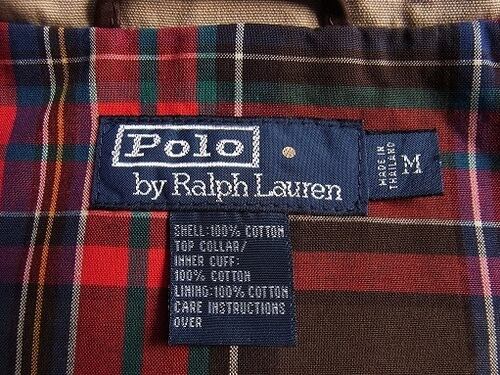 Polo
by Ralph Lauren
MADE IN
THAILAND
M
SHELL:100% COTTON
TOP COLLAR/
INNER CUFF:
100% COTTON
LINING:100% COTTON
CARE INSTRUCTIONS
OVER